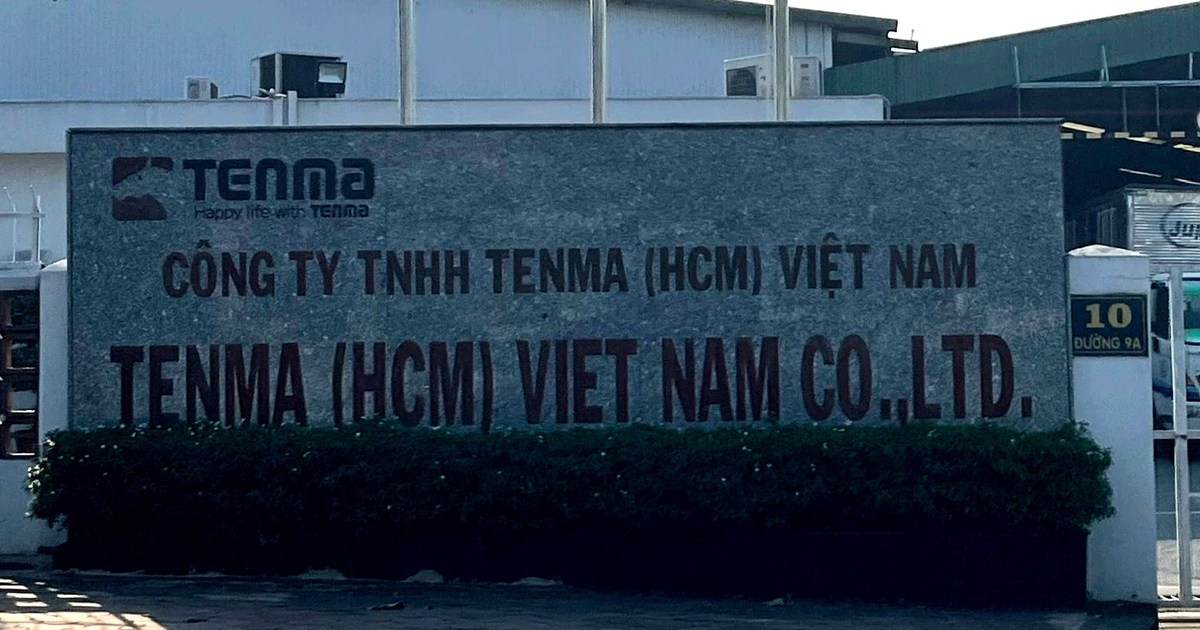 TENMA
Happy life with TENMA
CÔNG TY TNHH TENMA (HCM) VIỆT NAM
TENMA (HCM) VIET NAM CO.,LTD.
10
ĐƯỜNG 9A